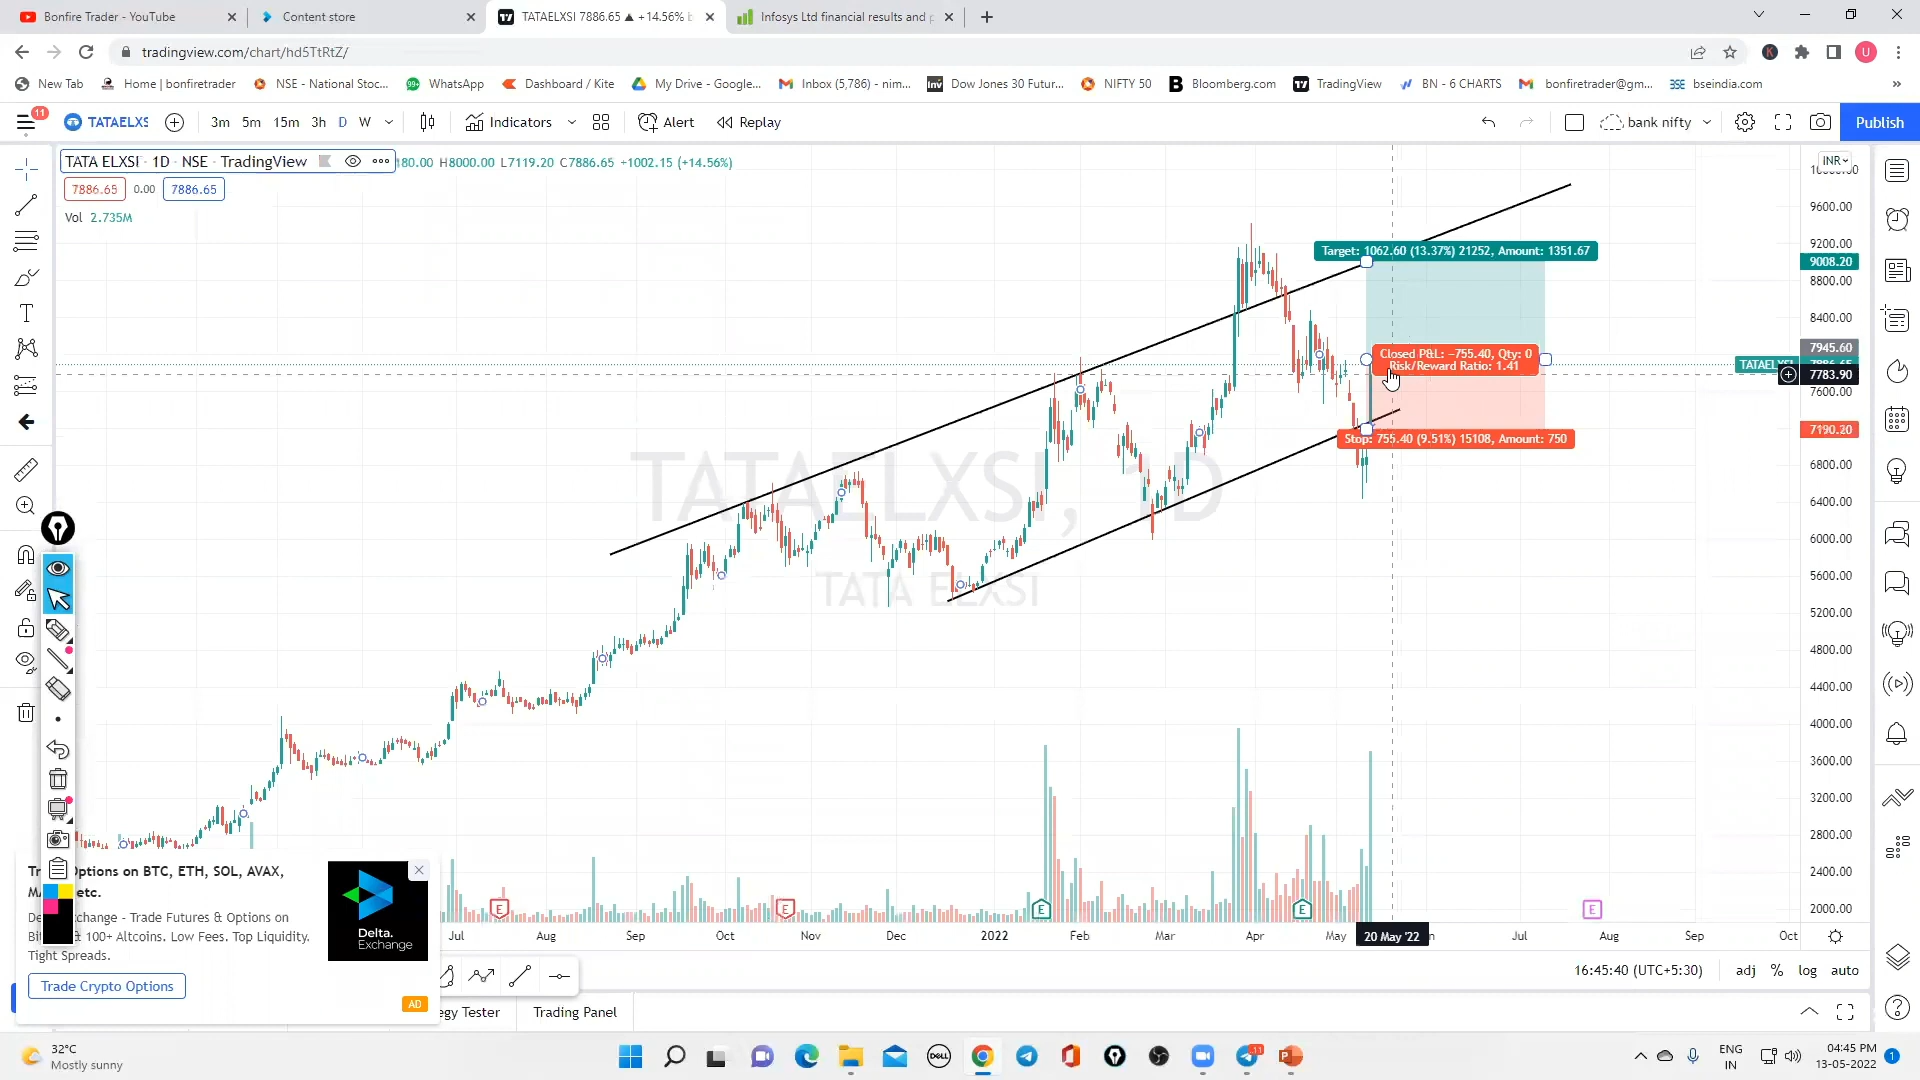 Bonfire Trader - YouTube
Content store
TATAELXSI 7886.65 ▲ +14.56%
Infosys Ltd financial results and
tradingview.com/chart/hd5TtRtZ/
U
New Tab
Home | bonfiretrader
NSE - National Stoc...
WhatsApp
Dashboard / Kite
My Drive - Google...
Inbox (5,786) - nim...
Dow Jones 30 Futur...
NIFTY 50
Bloomberg.com
TradingView
BN - 6 CHARTS
bonfiretrader@gm...
bseindia.com
11
TATAELXS
3m 5m 15m 3h D W
Indicators
Alert
Replay
bank nifty
Publish
TATA ELXSI · 1D · NSE · TradingView
180.00 H8000.00 L7119.20 C7886.65 +1002.15 (+14.56%)
INR
7886.65 0.00 7886.65
Vol 2.735M
9600.00
9200.00
Target: 1062.60 (13.37%) 21252, Amount: 1351.67
9008.20
8800.00
8400.00
7945.60
Closed P&L: −755.40, Qty: 0
Risk/Reward Ratio: 1.41
7783.90
7600.00
7190.20
Stop: 755.40 (9.51%) 15108, Amount: 750
6800.00
TATAELXSI, 1D
6400.00
6000.00
5600.00
TATA ELXSI
5200.00
4800.00
4400.00
4000.00
3600.00
3200.00
2800.00
2400.00
2000.00
E E E E E
Jul Aug Sep Oct Nov Dec 2022 Feb Mar Apr May 20 May '22 Jul Aug Sep Oct
Options on BTC, ETH, SOL, AVAX,
etc.
xchange - Trade Futures & Options on
100+ Altcoins. Low Fees. Top Liquidity.
Tight Spreads.
Trade Crypto Options
Delta.
Exchange
AD
16:45:40 (UTC+5:30)
adj % log auto
egy Tester
Trading Panel
32°C
Mostly sunny
DELL
ENG
IN
04:45 PM
13-05-2022
1